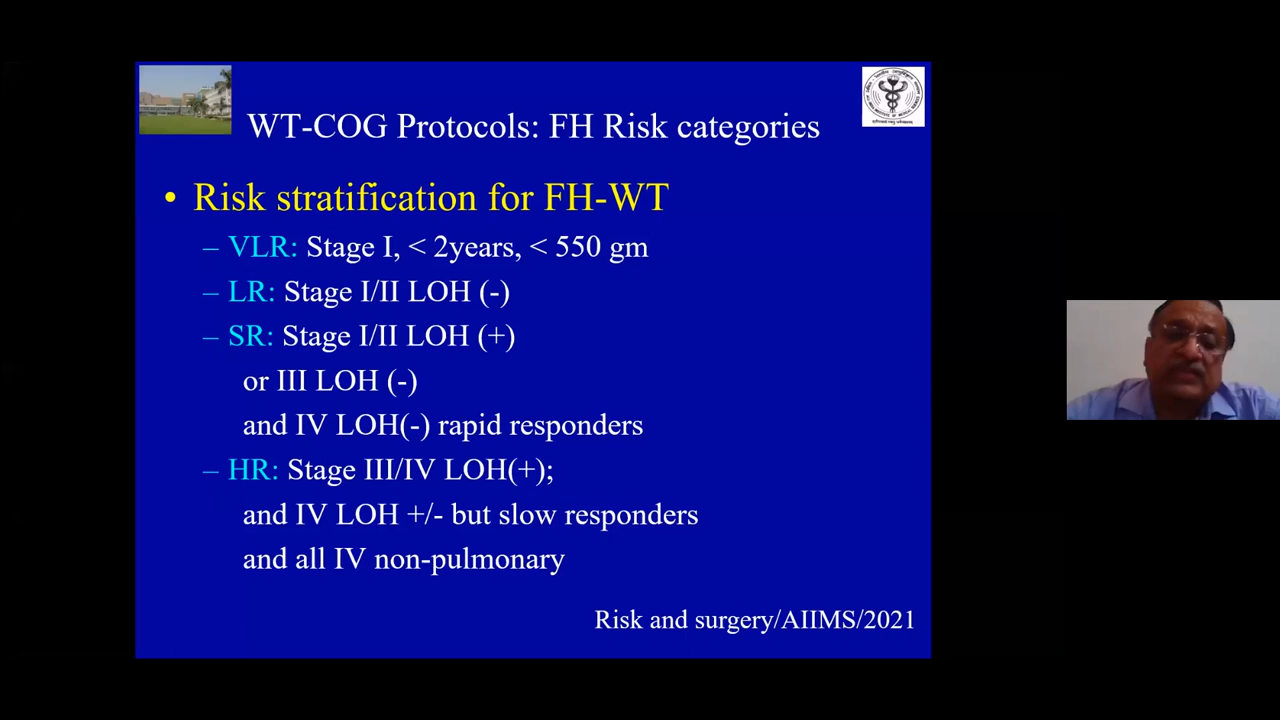 WT-COG Protocols: FH Risk categories
• Risk stratification for FH-WT
– VLR: Stage I, < 2years, < 550 gm
– LR: Stage I/II LOH (-)
– SR: Stage I/II LOH (+)
or III LOH (-)
and IV LOH(-) rapid responders
– HR: Stage III/IV LOH(+);
and IV LOH +/- but slow responders
and all IV non-pulmonary
Risk and surgery/AIIMS/2021